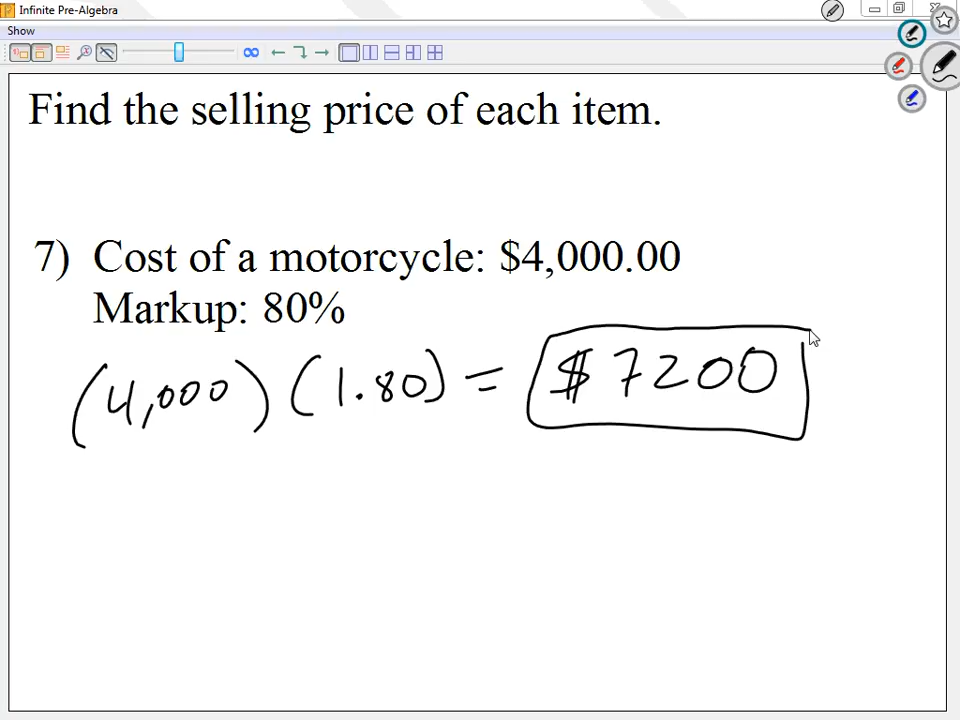 Infinite Pre-Algebra
Show
Find the selling price of each item.
7) Cost of a motorcycle: $4,000.00
Markup: 80%
(4,000)(1.80) = $7200